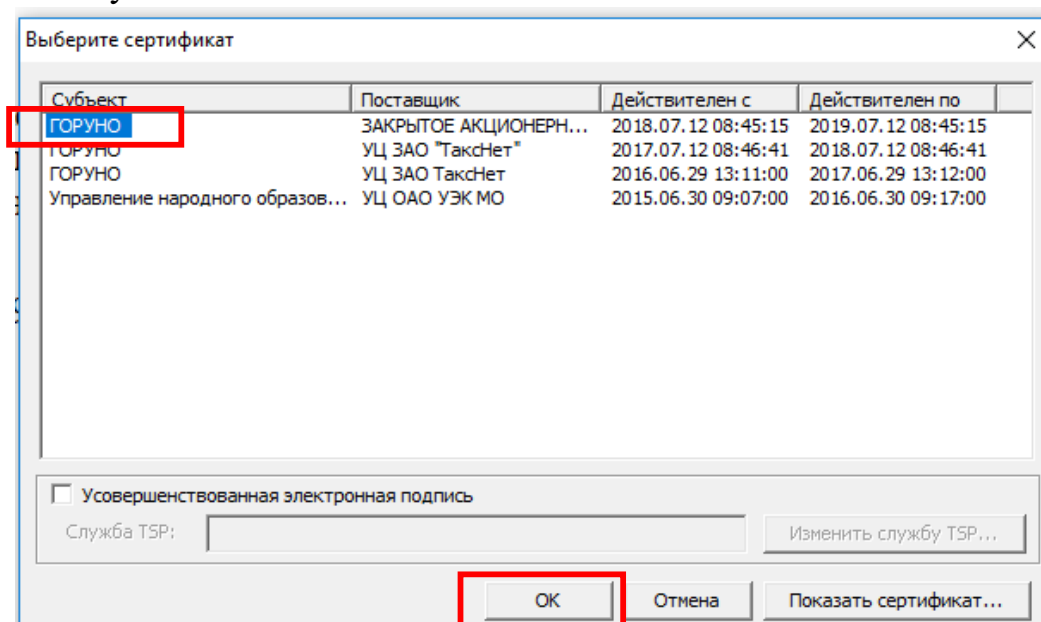 Выберите сертификат
Субъект Поставщик Действителен с Действителен по
ГОРУНО ЗАКРЫТОЕ АКЦИОНЕРН... 2018.07.12 08:45:15 2019.07.12 08:45:15
ГОРУНО УЦ ЗАО "ТаксНет" 2017.07.12 08:46:41 2018.07.12 08:46:41
ГОРУНО УЦ ЗАО ТаксНет 2016.06.29 13:11:00 2017.06.29 13:12:00
Управление народного образов... УЦ ОАО УЭК МО 2015.06.30 09:07:00 2016.06.30 09:17:00
Усовершенствованная электронная подпись
Служба TSP: Изменить службу TSP...
ОК Отмена Показать сертификат...